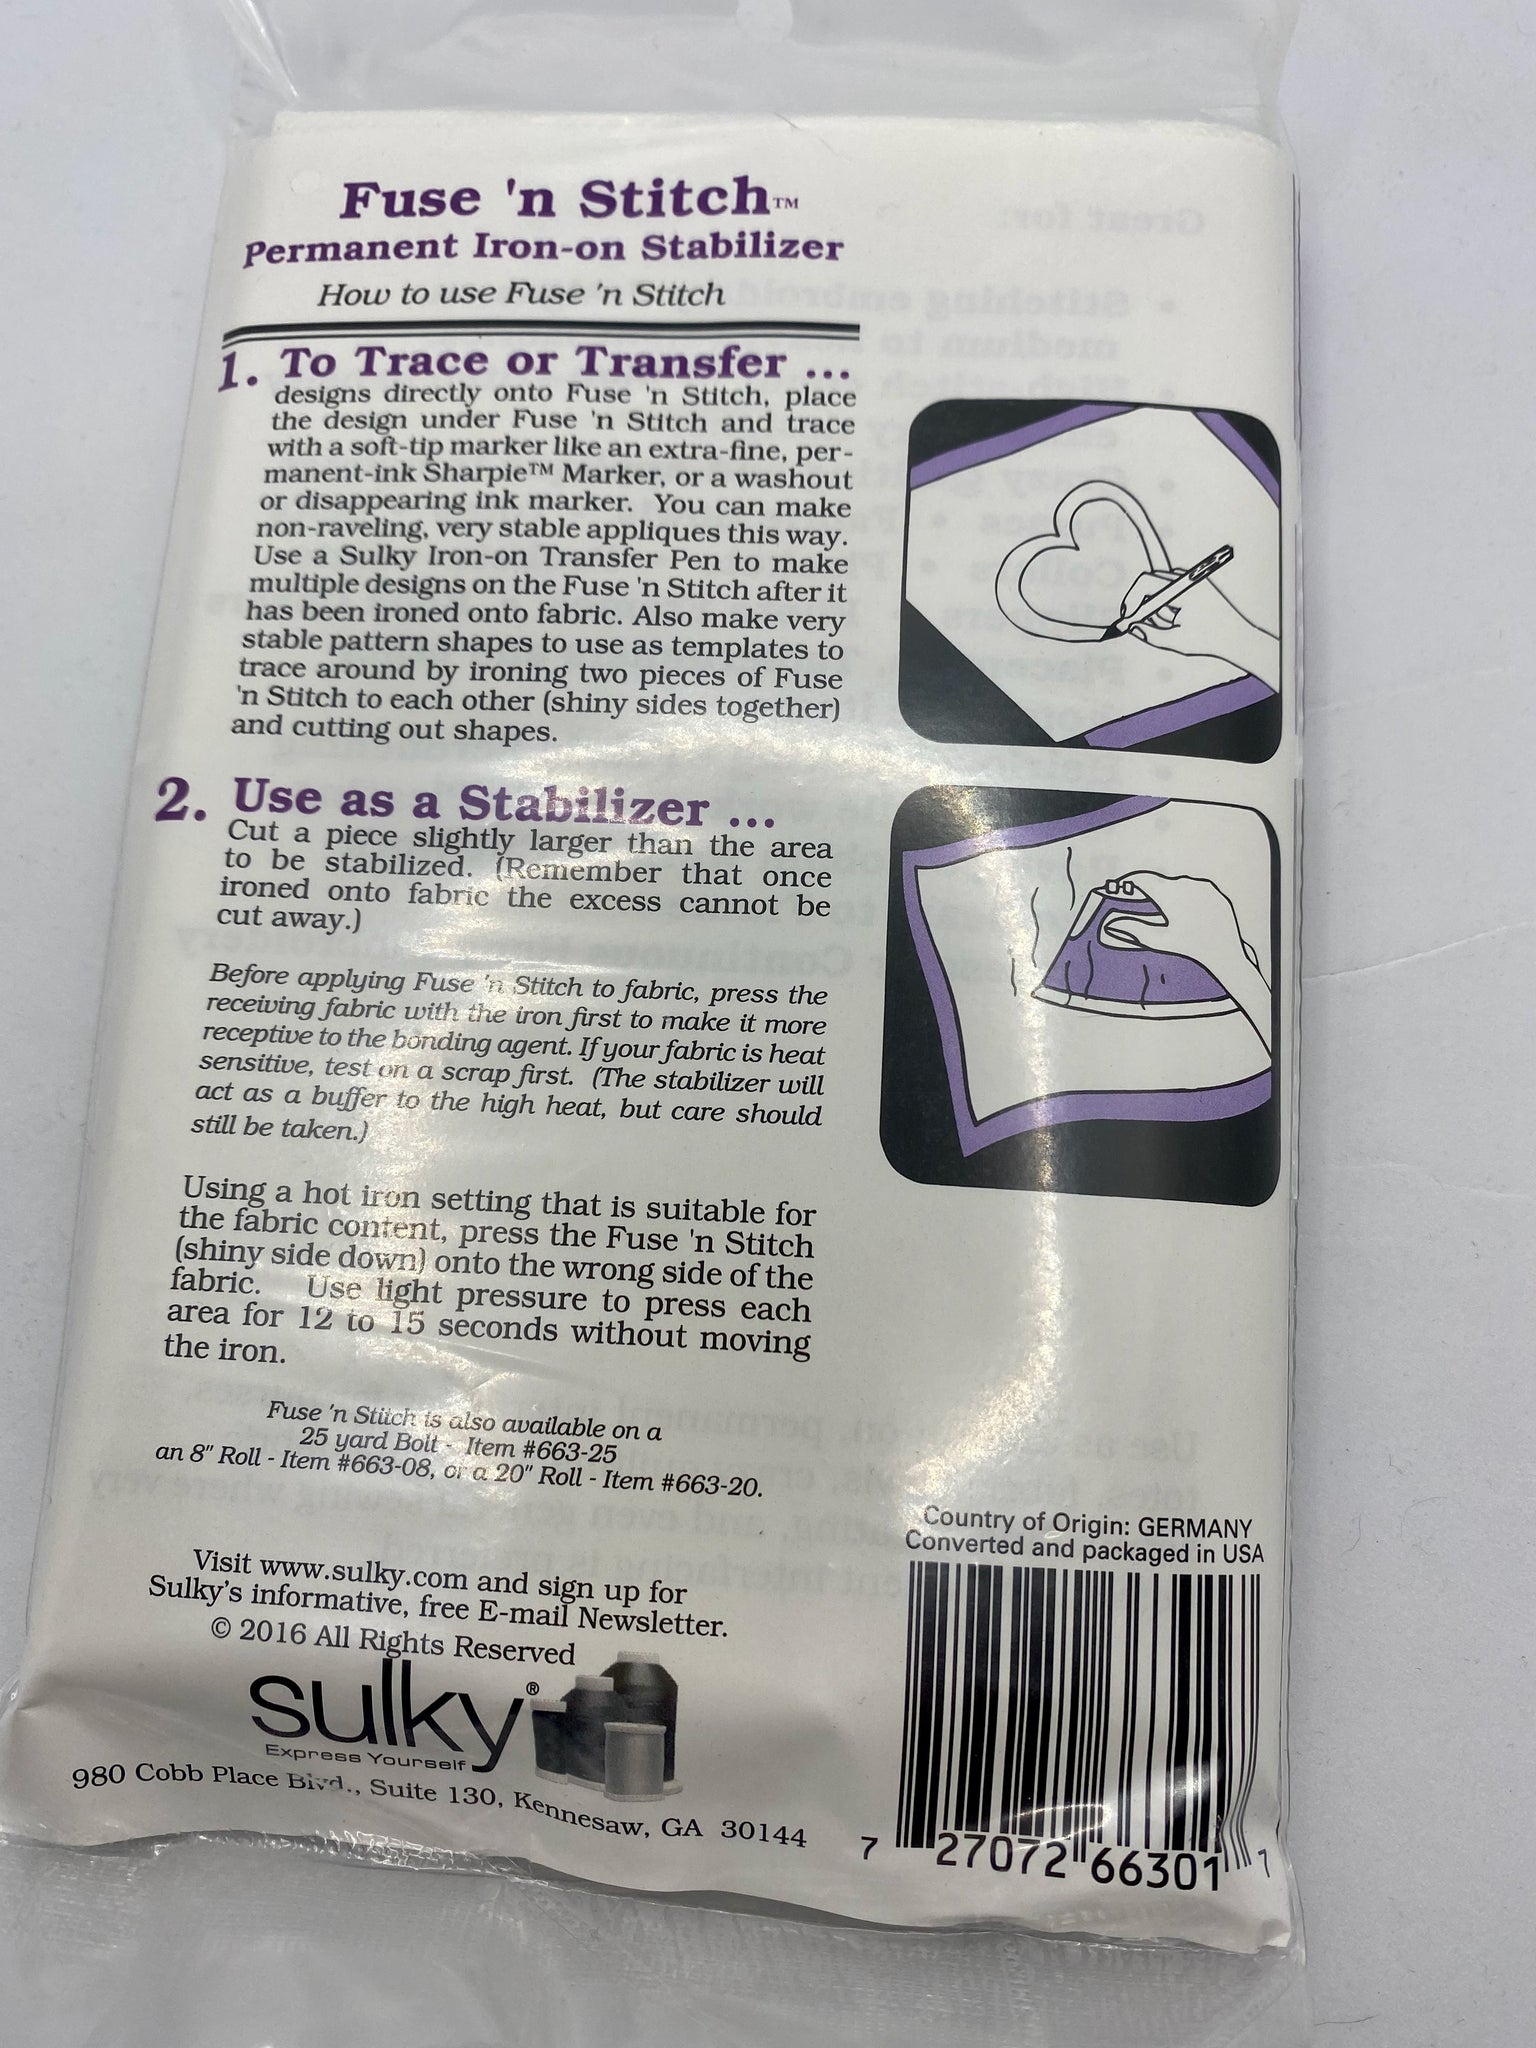 Fuse 'n Stitch™
Permanent Iron-on Stabilizer
How to use Fuse 'n Stitch
1. To Trace or Transfer ...
designs directly onto Fuse 'n Stitch, place
the design under Fuse 'n Stitch and trace
with a soft-tip marker like an extra-fine, per-
manent-ink Sharpie™ Marker, or a washout
or disappearing ink marker. You can make
non-raveling, very stable appliques this way.
Use a Sulky Iron-on Transfer Pen to make
multiple designs on the Fuse 'n Stitch after it
has been ironed onto fabric. Also make very
stable pattern shapes to use as templates to
trace around by ironing two pieces of Fuse
'n Stitch to each other (shiny sides together)
and cutting out shapes.
2. Use as a Stabilizer ...
Cut a piece slightly larger than the area
to be stabilized. (Remember that once
ironed onto fabric the excess cannot be
cut away.)
Before applying Fuse 'n Stitch to fabric, press the
receiving fabric with the iron first to make it more
receptive to the bonding agent. If your fabric is heat
sensitive, test on a scrap first. (The stabilizer will
act as a buffer to the high heat, but care should
still be taken.)
Using a hot iron setting that is suitable for
the fabric content, press the Fuse 'n Stitch
(shiny side down) onto the wrong side of the
fabric. Use light pressure to press each
area for 12 to 15 seconds without moving
the iron.
Fuse 'n Stitch is also available on a
25 yard Bolt - Item #663-25
an 8" Roll - Item #663-08, or a 20" Roll - Item #663-20.
Visit www.sulky.com and sign up for
Sulky's informative, free E-mail Newsletter.
© 2016 All Rights Reserved
sulky®
Express Yourself
980 Cobb Place Blvd., Suite 130, Kennesaw, GA 30144
Country of Origin: GERMANY
Converted and packaged in USA
7 27072 66301 7